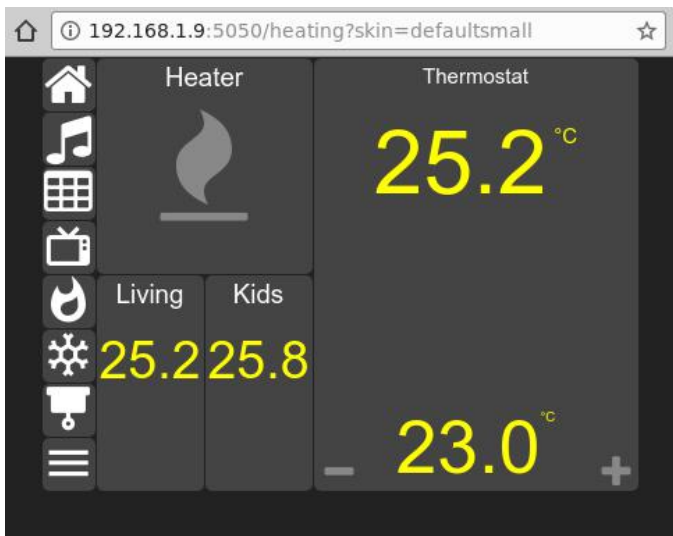 192.168.1.9:5050/heating?skin=defaultsmall
Heater
Thermostat
25.2 °C
Living
Kids
25.2
25.8
23.0 °C